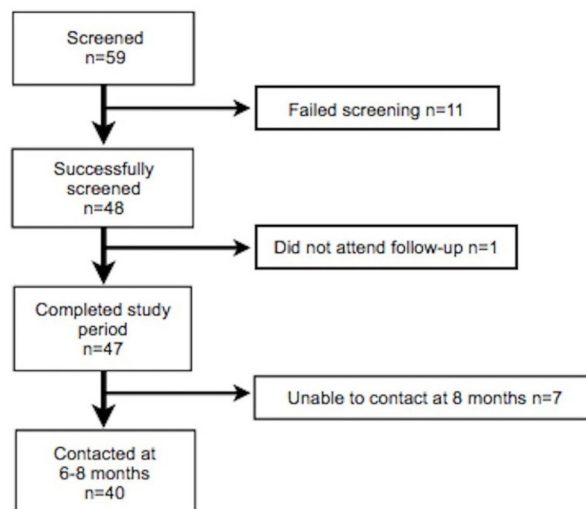 Screened
n=59
Failed screening n=11
Successfully
screened
n=48
Did not attend follow-up n=1
Completed study
period
n=47
Unable to contact at 8 months n=7
Contacted at
6-8 months
n=40